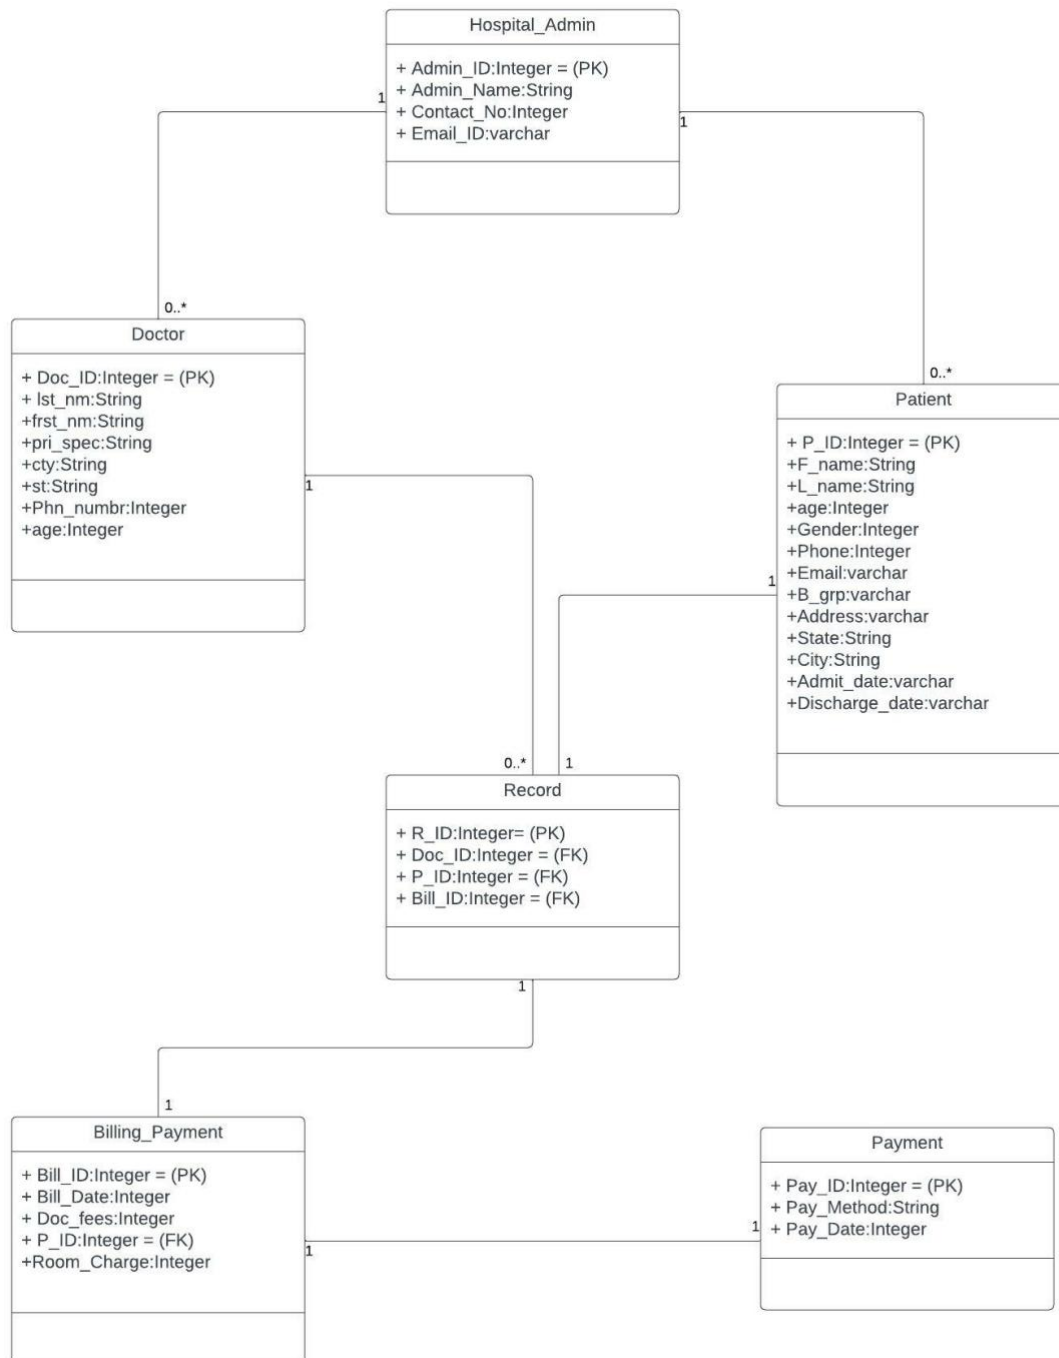 Hospital_Admin
+ Admin_ID:Integer = (PK)
+ Admin_Name:String
+ Contact_No:Integer
+ Email_ID:varchar
1
1
0..*
0..*
Doctor
+ Doc_ID:Integer = (PK)
+ lst_nm:String
+frst_nm:String
+pri_spec:String
+cty:String
+st:String
+Phn_numbr:Integer
+age:Integer
1
Patient
+ P_ID:Integer = (PK)
+F_name:String
+L_name:String
+age:Integer
+Gender:Integer
+Phone:Integer
+Email:varchar
+B_grp:varchar
+Address:varchar
+State:String
+City:String
+Admit_date:varchar
+Discharge_date:varchar
1
0..*
1
Record
+ R_ID:Integer= (PK)
+ Doc_ID:Integer = (FK)
+ P_ID:Integer = (FK)
+ Bill_ID:Integer = (FK)
1
1
Billing_Payment
+ Bill_ID:Integer = (PK)
+ Bill_Date:Integer
+ Doc_fees:Integer
+ P_ID:Integer = (FK)
+Room_Charge:Integer
1
1
Payment
+ Pay_ID:Integer = (PK)
+ Pay_Method:String
+ Pay_Date:Integer